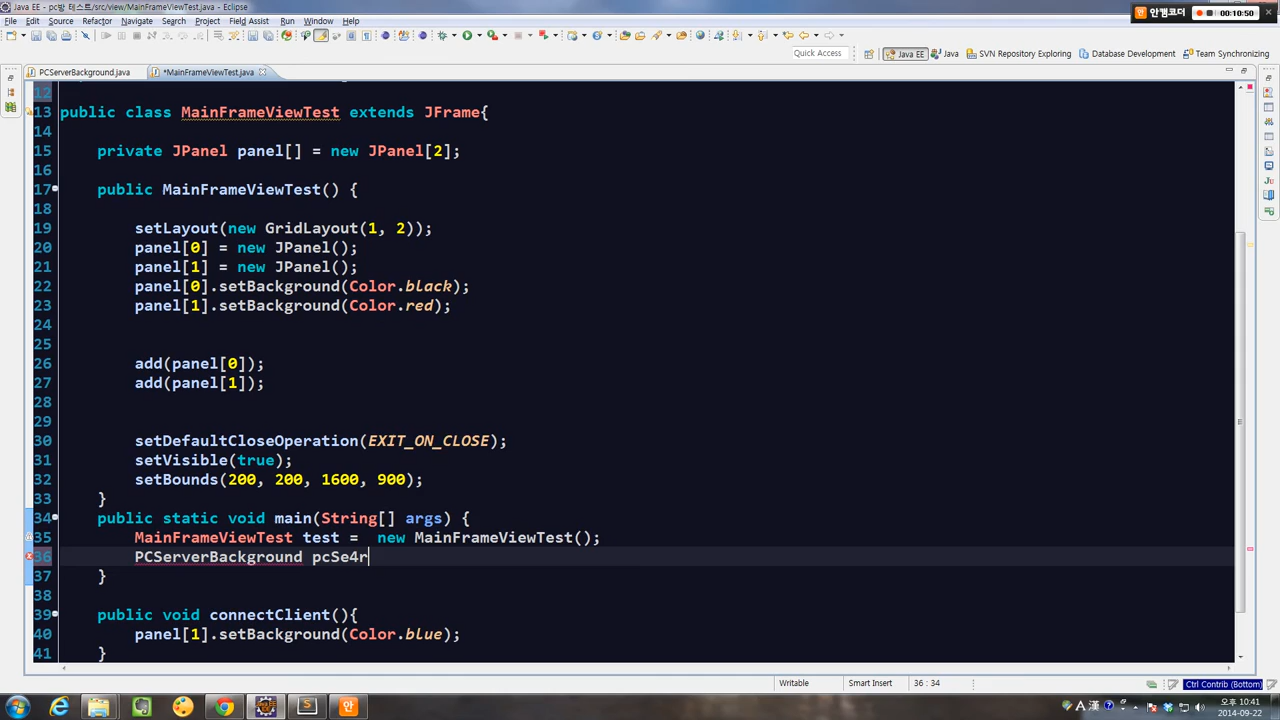 Java EE - pc방 테스트/src/view/MainFrameViewTest.java - Eclipse
안캠코더 00:10:50
File Edit Source Refactor Navigate Search Project Field Assist Run Window Help
Quick Access Java EE Java SVN Repository Exploring Database Development Team Synchronizing
PCServerBackground.java *MainFrameViewTest.java
12
13 public class MainFrameViewTest extends JFrame{
14
15 private JPanel panel[] = new JPanel[2];
16
17 public MainFrameViewTest() {
18
19 setLayout(new GridLayout(1, 2));
20 panel[0] = new JPanel();
21 panel[1] = new JPanel();
22 panel[0].setBackground(Color.black);
23 panel[1].setBackground(Color.red);
24
25
26 add(panel[0]);
27 add(panel[1]);
28
29
30 setDefaultCloseOperation(EXIT_ON_CLOSE);
31 setVisible(true);
32 setBounds(200, 200, 1600, 900);
33 }
34 public static void main(String[] args) {
35 MainFrameViewTest test =  new MainFrameViewTest();
36 PCServerBackground pcSe4r
37 }
38
39 public void connectClient(){
40 panel[1].setBackground(Color.blue);
41 }
Writable Smart Insert 36 : 34 Ctrl Contrib (Bottom)
A 漢 오후 10:41
2014-09-22